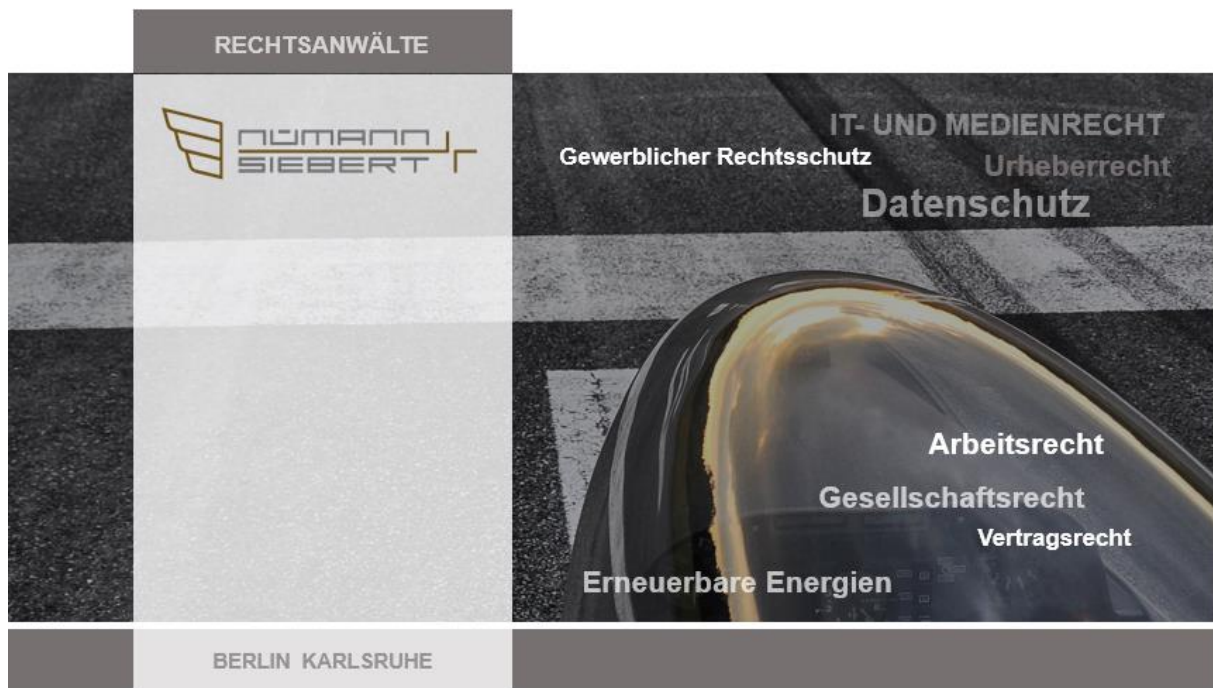 RECHTSANWÄLTE
NÜMANN
SIEBERT
IT- UND MEDIENRECHT
Gewerblicher Rechtsschutz
Urheberrecht
Datenschutz
Arbeitsrecht
Gesellschaftsrecht
Vertragsrecht
Erneuerbare Energien
BERLIN KARLSRUHE